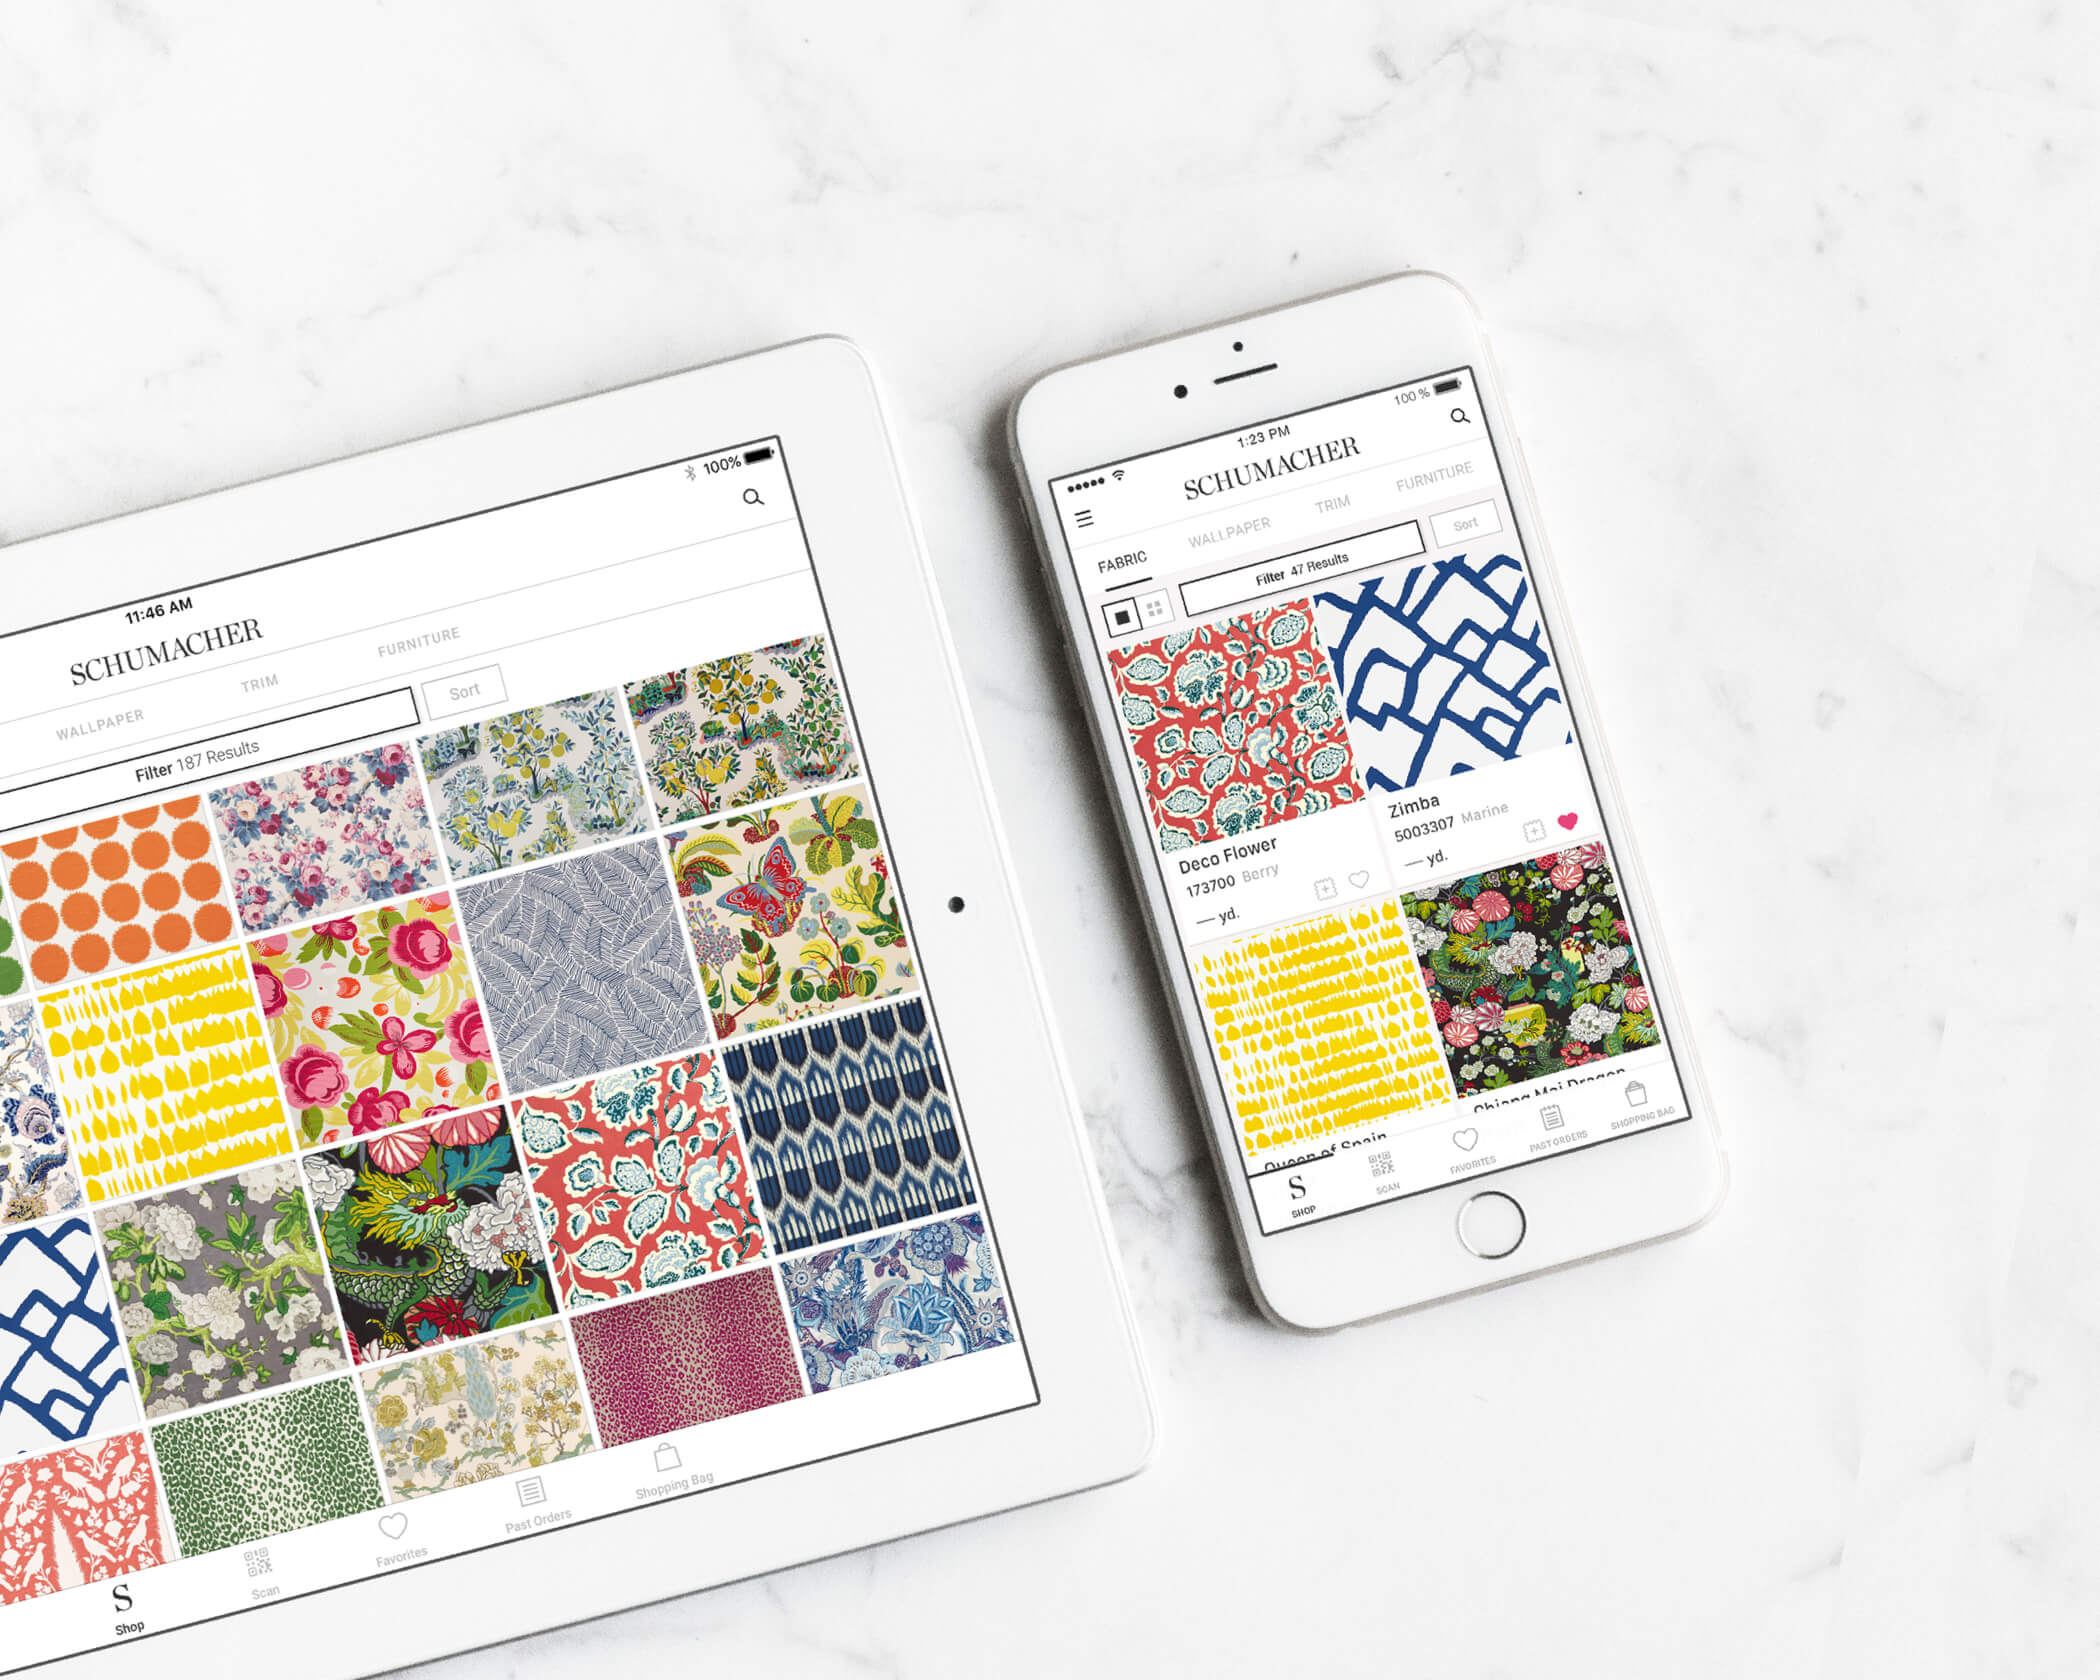 11:46 AM
100%
SCHUMACHER
WALLPAPER
TRIM
FURNITURE
Filter 187 Results
Sort
S
Shop
Scan
Favorites
Past Orders
Shopping Bag
1:23 PM
100 %
SCHUMACHER
FABRIC
WALLPAPER
TRIM
FURNITURE
Filter 47 Results
Sort
Deco Flower
173700 Berry
— yd.
Zimba
5003307 Marine
— yd.
Queen of Spain
Chiang Mai Dragon
S
SHOP
SCAN
FAVORITES
PAST ORDERS
SHOPPING BAG